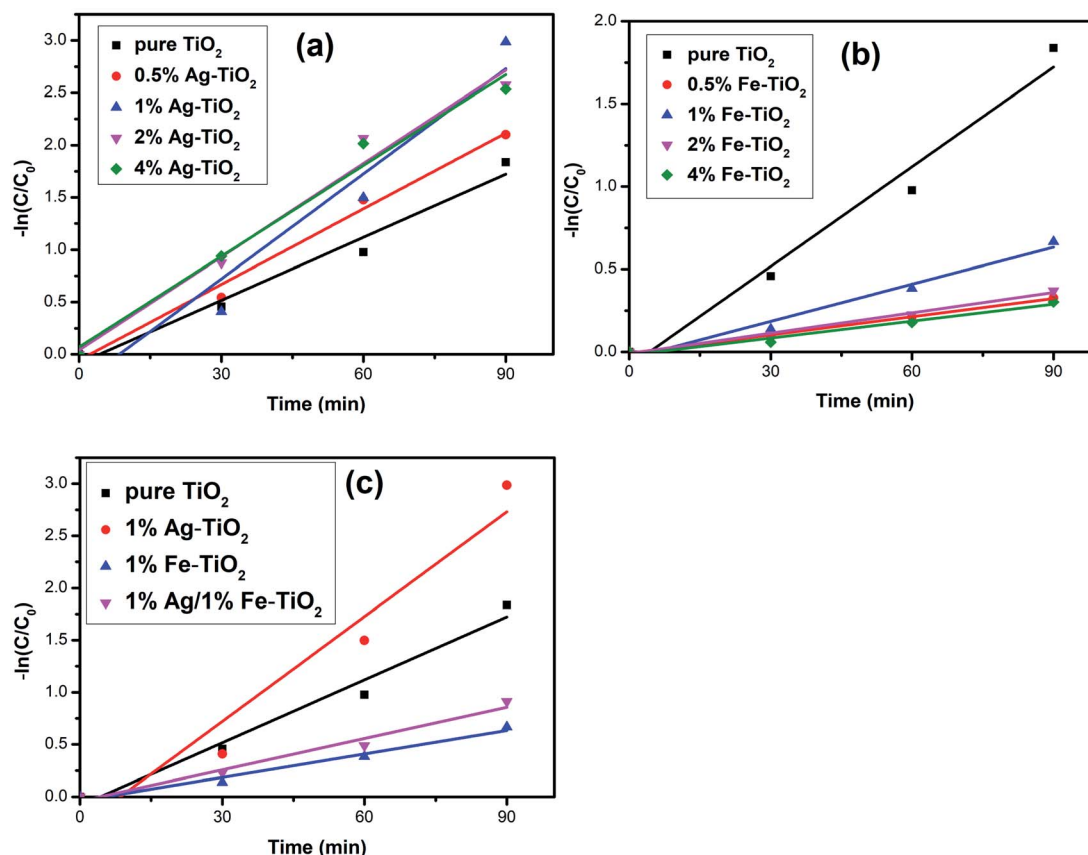 (a)
pure TiO₂
0.5% Ag-TiO₂
1% Ag-TiO₂
2% Ag-TiO₂
4% Ag-TiO₂
-ln(C/C₀)
3.0
2.5
2.0
1.5
1.0
0.5
0.0
0 30 60 90
Time (min)
(b)
pure TiO₂
0.5% Fe-TiO₂
1% Fe-TiO₂
2% Fe-TiO₂
4% Fe-TiO₂
-ln(C/C₀)
2.0
1.5
1.0
0.5
0.0
0 30 60 90
Time (min)
(c)
pure TiO₂
1% Ag-TiO₂
1% Fe-TiO₂
1% Ag/1% Fe-TiO₂
-ln(C/C₀)
3.0
2.5
2.0
1.5
1.0
0.5
0.0
0 30 60 90
Time (min)